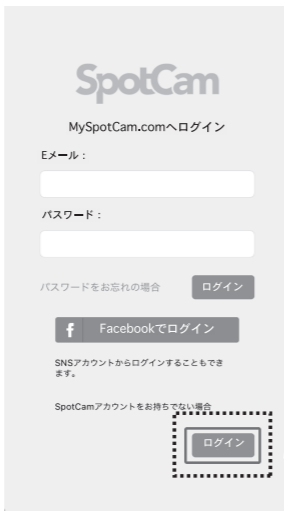 SpotCam
MySpotCam.comへログイン
Eメール：
パスワード：
パスワードをお忘れの場合
ログイン
f
Facebookでログイン
SNSアカウントからログインすることもでき
ます。
SpotCamアカウントをお持ちでない場合
ログイン